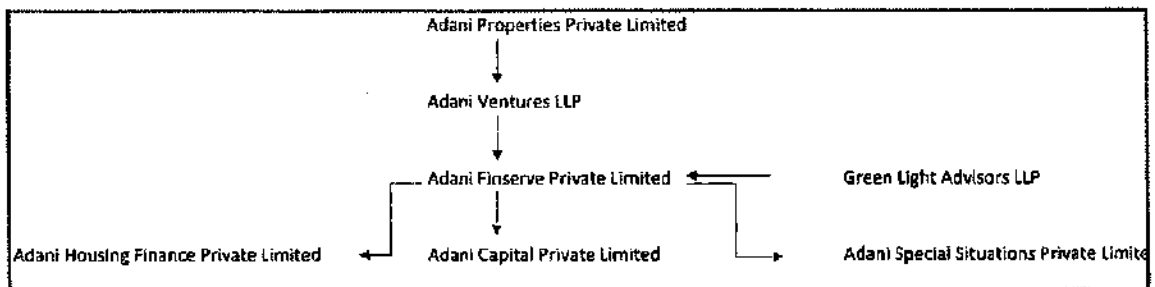 Adani Properties Private Limited
Adani Ventures LLP
Adani Finserve Private Limited Green Light Advisors LLP
Adani Housing Finance Private Limited Adani Capital Private Limited Adani Special Situations Private Limite